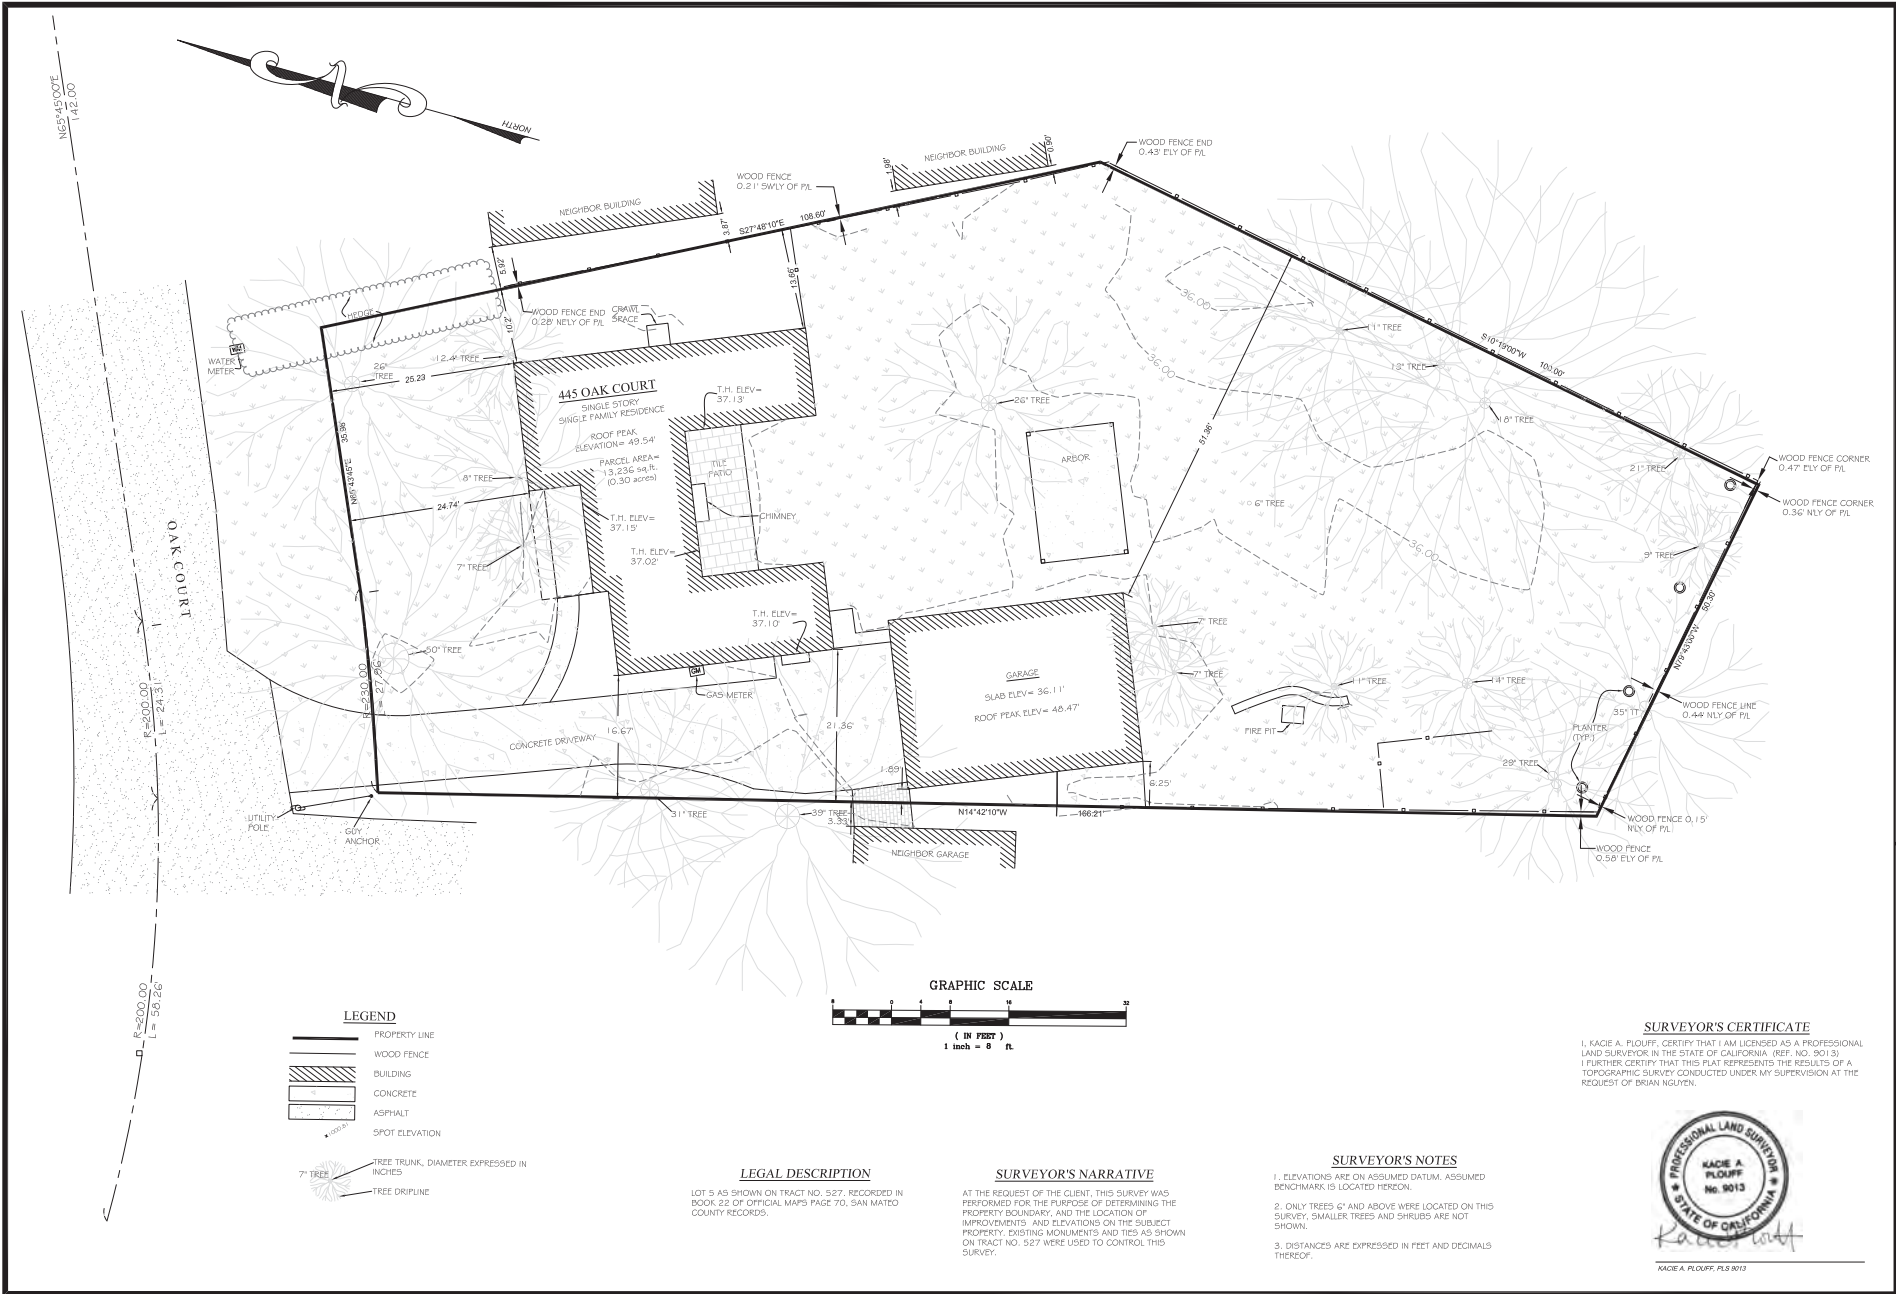 N65°45'00"E
142.00
NORTH
NEIGHBOR BUILDING
WOOD FENCE
0.21' SW'LY OF P/L
NEIGHBOR BUILDING
1.98'
0.90'
WOOD FENCE END
0.43' E'LY OF P/L
S27°48'10"E
108.60'
3.87'
5.92'
13.66'
10.2'
HEDGE
WOOD FENCE END
0.28' NE'LY OF P/L
CRAWL
SPACE
WATER
METER
WM
26"
TREE
12.4" TREE
25.23
445 OAK COURT
SINGLE STORY
SINGLE FAMILY RESIDENCE
ROOF PEAK
ELEVATION= 49.54'
PARCEL AREA=
13,236 sq.ft.
(0.30 acres)
T.H. ELEV=
37.13'
TILE
PATIO
CHIMNEY
T.H. ELEV=
37.15'
T.H. ELEV=
37.02'
T.H. ELEV=
37.10'
35.96'
N65°43'45"E
8" TREE
24.74'
7" TREE
50" TREE
R=230.00
L= 27.86'
OAK COURT
R=200.00
L= 24.31'
R=200.00
L= 58.26'
CONCRETE DRIVEWAY
GM
GAS METER
16.67'
21.36'
1.89'
3.33'
UTILITY
POLE
GUY
ANCHOR
31" TREE
39" TREE
NEIGHBOR GARAGE
N14°42'10"W
166.21'
6.25'
GARAGE
SLAB ELEV= 36.11'
ROOF PEAK ELEV= 48.47'
26" TREE
ARBOR
36.00
36.00
36.00
51.36'
6" TREE
11" TREE
13" TREE
18" TREE
21" TREE
S10°19'00"W
100.00'
WOOD FENCE CORNER
0.47' E'LY OF P/L
WOOD FENCE CORNER
0.36' N'LY OF P/L
9" TREE
50.30'
N79°43'00"W
7" TREE
7" TREE
11" TREE
14" TREE
FIRE PIT
35" TT
PLANTER
(TYP.)
29" TREE
WOOD FENCE LINE
0.44' N'LY OF P/L
WOOD FENCE 0.15'
N'LY OF P/L
WOOD FENCE
0.58' E'LY OF P/L
GRAPHIC SCALE
8 0 4 8 16 32
( IN FEET )
1 inch = 8 ft.
LEGEND
PROPERTY LINE
WOOD FENCE
BUILDING
CONCRETE
ASPHALT
SPOT ELEVATION
7" TREE
TREE TRUNK, DIAMETER EXPRESSED IN
INCHES
TREE DRIPLINE
LEGAL DESCRIPTION
LOT 5 AS SHOWN ON TRACT NO. 527. RECORDED IN
BOOK 22 OF OFFICIAL MAPS PAGE 70, SAN MATEO
COUNTY RECORDS.
SURVEYOR'S NARRATIVE
AT THE REQUEST OF THE CLIENT, THIS SURVEY WAS
PERFORMED FOR THE PURPOSE OF DETERMINING THE
PROPERTY BOUNDARY, AND THE LOCATION OF
IMPROVEMENTS AND ELEVATIONS ON THE SUBJECT
PROPERTY. EXISTING MONUMENTS AND TIES AS SHOWN
ON TRACT NO. 527 WERE USED TO CONTROL THIS
SURVEY.
SURVEYOR'S NOTES
1. ELEVATIONS ARE ON ASSUMED DATUM. ASSUMED
BENCHMARK IS LOCATED HEREON.
2. ONLY TREES 6" AND ABOVE WERE LOCATED ON THIS
SURVEY, SMALLER TREES AND SHRUBS ARE NOT
SHOWN.
3. DISTANCES ARE EXPRESSED IN FEET AND DECIMALS
THEREOF.
SURVEYOR'S CERTIFICATE
I, KACIE A. PLOUFF, CERTIFY THAT I AM LICENSED AS A PROFESSIONAL
LAND SURVEYOR IN THE STATE OF CALIFORNIA (REF. NO. 9013)
I FURTHER CERTIFY THAT THIS PLAT REPRESENTS THE RESULTS OF A
TOPOGRAPHIC SURVEY CONDUCTED UNDER MY SUPERVISION AT THE
REQUEST OF BRIAN NGUYEN.
PROFESSIONAL LAND SURVEYOR
KACIE A.
PLOUFF
No. 9013
STATE OF CALIFORNIA
Kacie Plouff
KACIE A. PLOUFF, PLS 9013